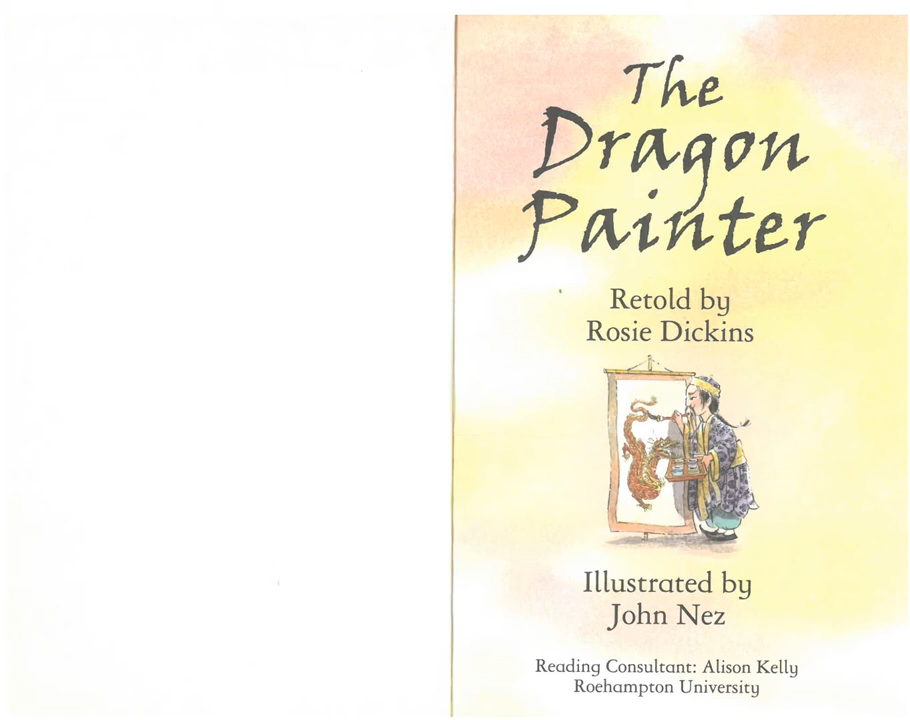 The
Dragon
Painter
Retold by
Rosie Dickins
Illustrated by
John Nez
Reading Consultant: Alison Kelly
Roehampton University